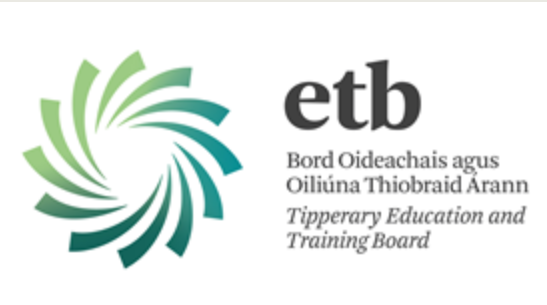 etb
Bord Oideachais agus
Oiliúna Thiobraid Árann
Tipperary Education and
Training Board